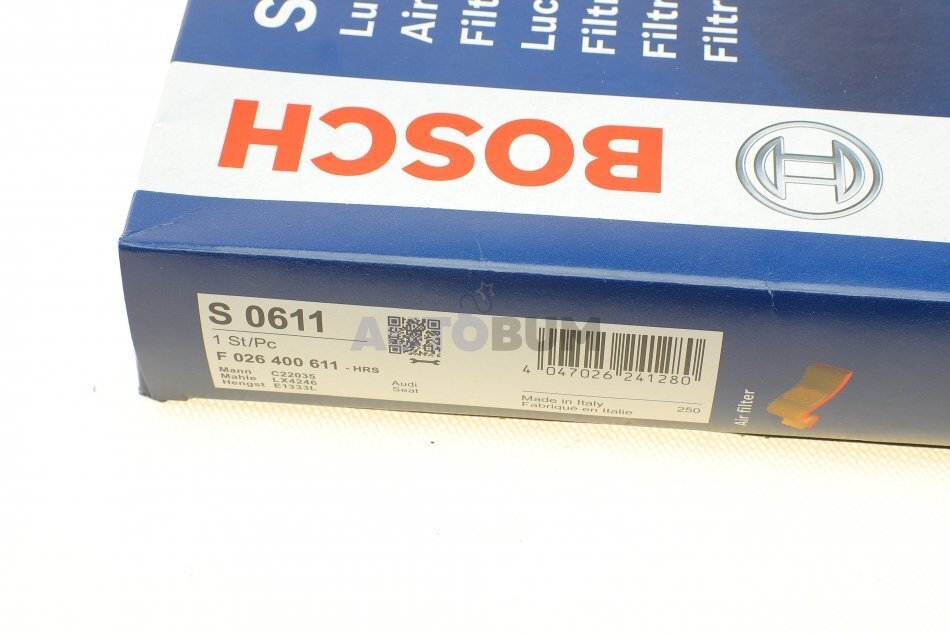 S
Lu
Air
Filt
Luc
Filtr
Filtr
Filtr
BOSCH
S 0611
1 St/Pc
F 026 400 611 - HRS
Mann C22035
Mahle LX4246
Hengst E1333L
Audi
Seat
4 047026 241280
Made in Italy
Fabriqué en Italie
250
Air filter
AUTOBUM